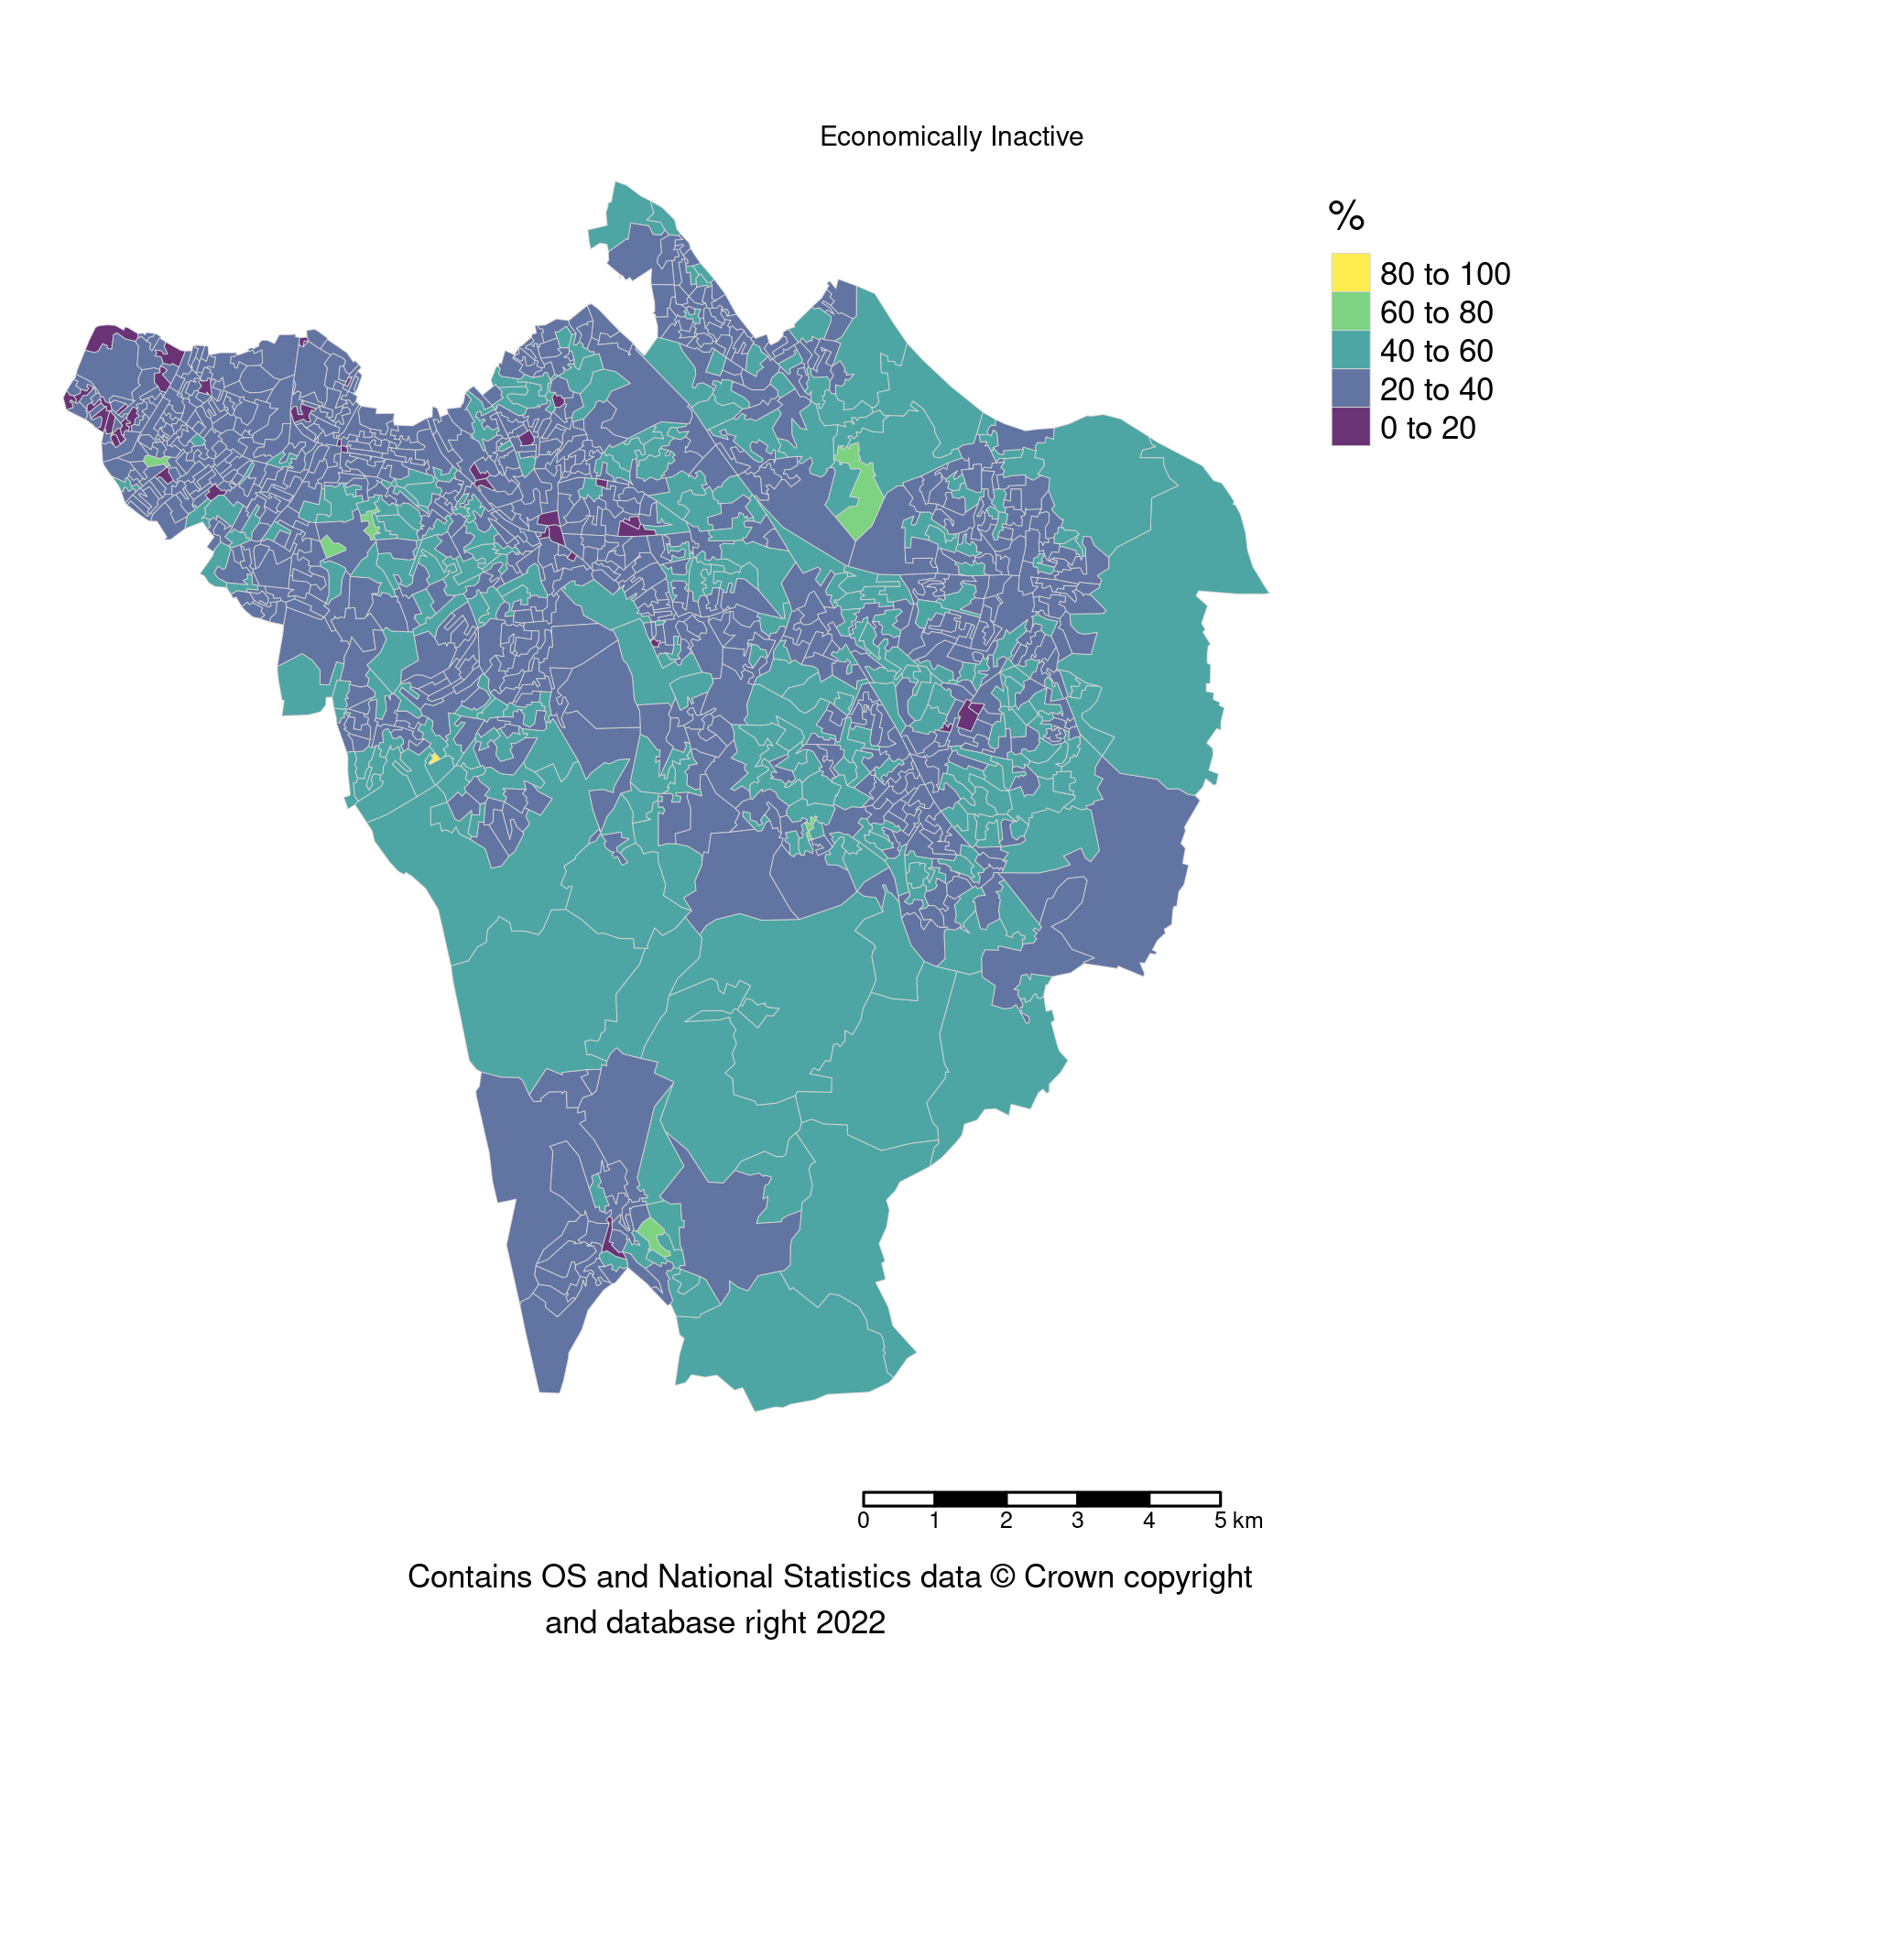 Economically Inactive
%
80 to 100
60 to 80
40 to 60
20 to 40
0 to 20
0 1 2 3 4 5 km
Contains OS and National Statistics data © Crown copyright
and database right 2022